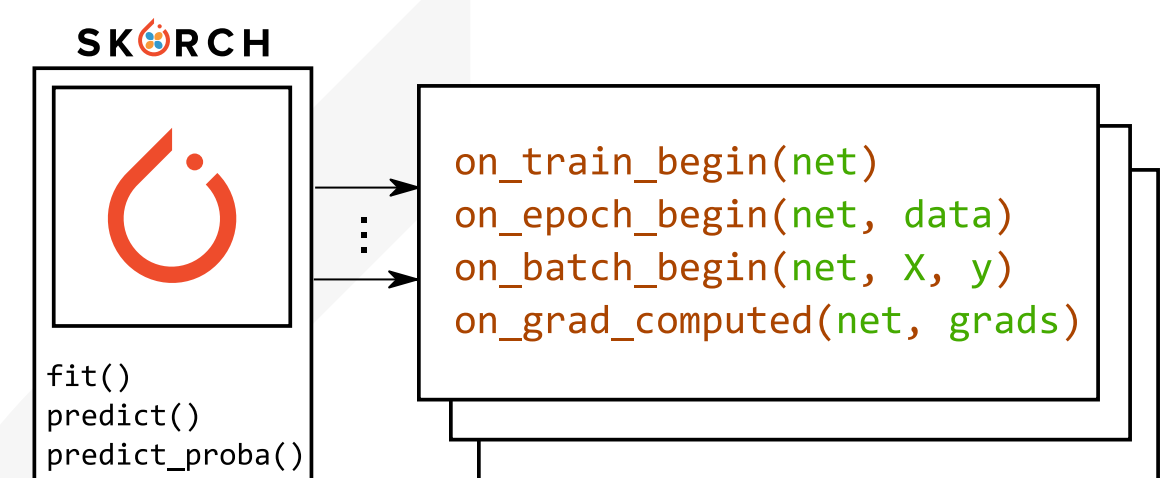 SKORCH
fit()
predict()
predict_proba()
on_train_begin(net)
on_epoch_begin(net, data)
on_batch_begin(net, X, y)
on_grad_computed(net, grads)